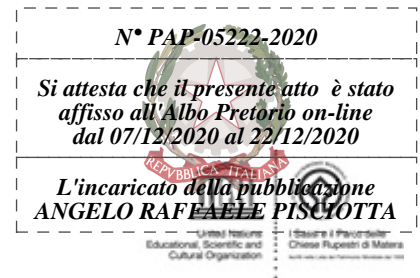 N° PAP-05222-2020
Si attesta che il presente atto è stato
affisso all'Albo Pretorio on-line
dal 07/12/2020 al 22/12/2020
REPVBBLICA ITALIANA
L'incaricato della pubblicazione
ANGELO RAFFAELE PISCIOTTA
United Nations
Educational, Scientific and
Cultural Organization
I Sassi e il Parco delle
Chiese Rupestri di Matera